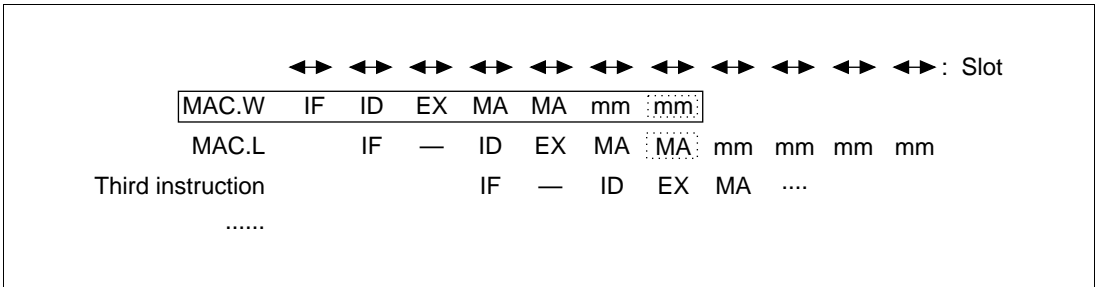 : Slot
MAC.W IF ID EX MA MA mm mm
MAC.L IF — ID EX MA MA mm mm mm mm
Third instruction IF — ID EX MA ····
······